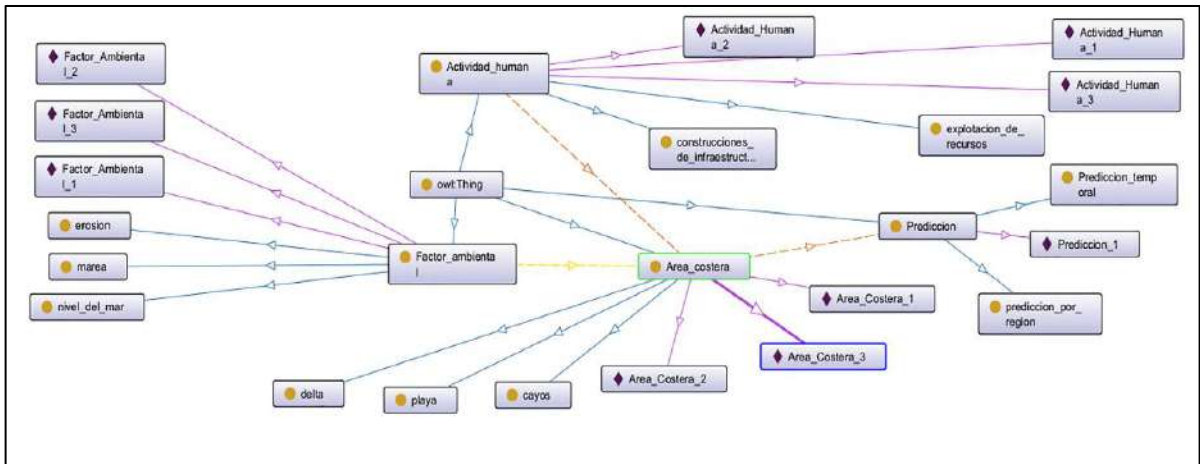 Factor_Ambienta
l_2
Actividad_human
a
Actividad_Human
a_2
Actividad_Human
a_1
Actividad_Human
a_3
Factor_Ambienta
l_3
Factor_Ambienta
l_1
construcciones_
de_infraestruct...
explotacion_de_
recursos
owl:Thing
Prediccion_temp
oral
erosion
marea
nivel_del_mar
Factor_ambienta
l
Area_costera
Prediccion
Prediccion_1
prediccion_por_
region
Area_Costera_1
Area_Costera_3
Area_Costera_2
delta
playa
cayos